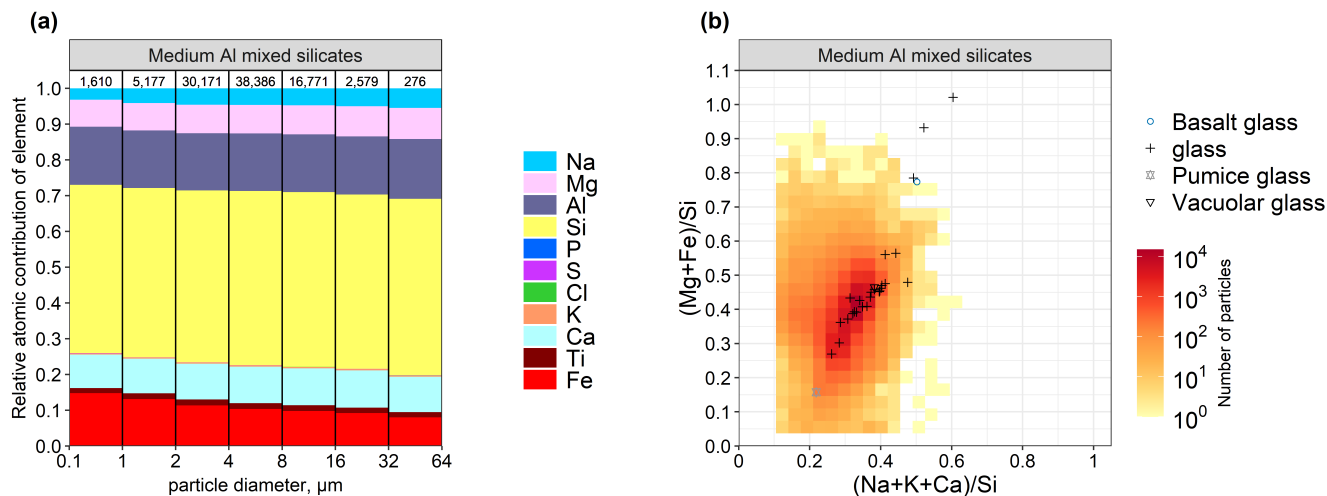 (a)
Medium Al mixed silicates
1,610 5,177 30,171 38,386 16,771 2,579 276
1.0
0.9
0.8
0.7
0.6
0.5
0.4
0.3
0.2
0.1
0.0
Relative atomic contribution of element
0.1 1 2 4 8 16 32 64
particle diameter, µm
Na
Mg
Al
Si
P
S
Cl
K
Ca
Ti
Fe
(b)
Medium Al mixed silicates
1.1
1.0
0.9
0.8
0.7
0.6
0.5
0.4
0.3
0.2
0.1
0.0
(Mg+Fe)/Si
0 0.2 0.4 0.6 0.8 1
(Na+K+Ca)/Si
Basalt glass
glass
Pumice glass
Vacuolar glass
10⁴
10³
10²
10¹
10⁰
Number of particles